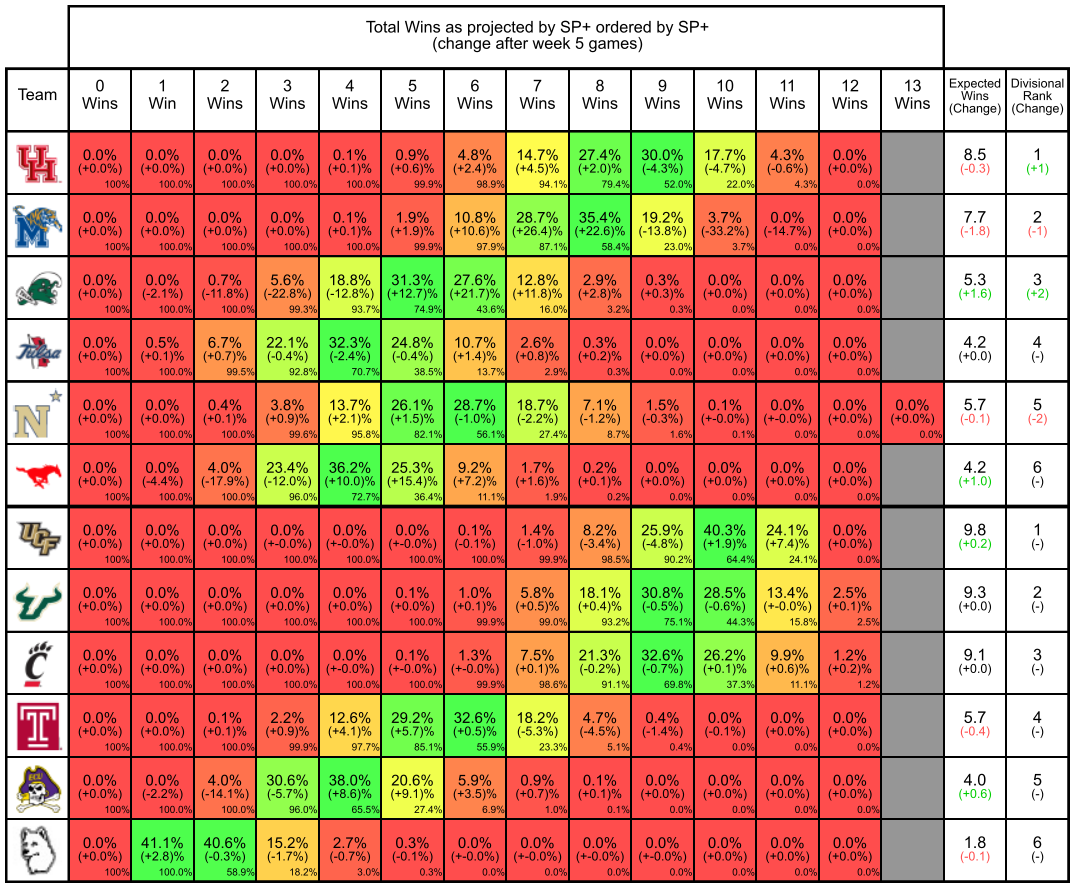 Total Wins as projected by SP+ ordered by SP+
(change after week 5 games)
Team 0 Wins 1 Win 2 Wins 3 Wins 4 Wins 5 Wins 6 Wins 7 Wins 8 Wins 9 Wins 10 Wins 11 Wins 12 Wins 13 Wins Expected Wins (Change) Divisional Rank (Change)
UH
0.0% 0.0% 0.0% 0.0% 0.1% 0.9% 4.8% 14.7% 27.4% 30.0% 17.7% 4.3% 0.0% 8.5 1
(+0.0%) (+0.0%) (+0.0%) (+0.0%) (+0.1)% (+0.6)% (+2.4)% (+4.5)% (+2.0)% (-4.3%) (-4.7%) (-0.6%) (+0.0%) (-0.3) (+1)
100% 100.0% 100.0% 100.0% 100.0% 99.9% 98.9% 94.1% 79.4% 52.0% 22.0% 4.3% 0.0%
M
0.0% 0.0% 0.0% 0.0% 0.1% 1.9% 10.8% 28.7% 35.4% 19.2% 3.7% 0.0% 0.0% 7.7 2
(+0.0%) (+0.0%) (+0.0%) (+0.0%) (+0.1)% (+1.9)% (+10.6)% (+26.4)% (+22.6)% (-13.8%) (-33.2%) (-14.7%) (+0.0%) (-1.8) (-1)
100% 100.0% 100.0% 100.0% 100.0% 99.9% 97.9% 87.1% 58.4% 23.0% 3.7% 0.0% 0.0%
0.0% 0.0% 0.7% 5.6% 18.8% 31.3% 27.6% 12.8% 2.9% 0.3% 0.0% 0.0% 0.0% 5.3 3
(+0.0%) (-2.1%) (-11.8%) (-22.8%) (-12.8%) (+12.7)% (+21.7)% (+11.8)% (+2.8)% (+0.3)% (+0.0%) (+0.0%) (+0.0%) (+1.6) (+2)
100% 100.0% 100.0% 99.3% 93.7% 74.9% 43.6% 16.0% 3.2% 0.3% 0.0% 0.0% 0.0%
Tulsa
0.0% 0.5% 6.7% 22.1% 32.3% 24.8% 10.7% 2.6% 0.3% 0.0% 0.0% 0.0% 0.0% 4.2 4
(+0.0%) (+0.1)% (+0.7)% (-0.4%) (-2.4%) (-0.4%) (+1.4)% (+0.8)% (+0.2)% (+0.0%) (+0.0%) (+0.0%) (+0.0%) (+0.0) (-)
100% 100.0% 99.5% 92.8% 70.7% 38.5% 13.7% 2.9% 0.3% 0.0% 0.0% 0.0% 0.0%
N
0.0% 0.0% 0.4% 3.8% 13.7% 26.1% 28.7% 18.7% 7.1% 1.5% 0.1% 0.0% 0.0% 0.0% 5.7 5
(+0.0%) (+0.0%) (+0.1)% (+0.9)% (+2.1)% (+1.5)% (-1.0%) (-2.2%) (-1.2%) (-0.3%) (+-0.0%) (+-0.0%) (+0.0%) (+0.0%) (-0.1) (-2)
100% 100.0% 100.0% 99.6% 95.8% 82.1% 56.1% 27.4% 8.7% 1.6% 0.1% 0.0% 0.0% 0.0%
0.0% 0.0% 4.0% 23.4% 36.2% 25.3% 9.2% 1.7% 0.2% 0.0% 0.0% 0.0% 0.0% 4.2 6
(+0.0%) (-4.4%) (-17.9%) (-12.0%) (+10.0)% (+15.4)% (+7.2)% (+1.6)% (+0.1)% (+0.0%) (+0.0%) (+0.0%) (+0.0%) (+1.0) (-)
100% 100.0% 100.0% 96.0% 72.7% 36.4% 11.1% 1.9% 0.2% 0.0% 0.0% 0.0% 0.0%
UCF
0.0% 0.0% 0.0% 0.0% 0.0% 0.0% 0.1% 1.4% 8.2% 25.9% 40.3% 24.1% 0.0% 9.8 1
(+0.0%) (+0.0%) (+0.0%) (+-0.0%) (+-0.0%) (+-0.0%) (-0.1%) (-1.0%) (-3.4%) (-4.8%) (+1.9)% (+7.4)% (+0.0%) (+0.2) (-)
100% 100.0% 100.0% 100.0% 100.0% 100.0% 100.0% 99.9% 98.5% 90.2% 64.4% 24.1% 0.0%
0.0% 0.0% 0.0% 0.0% 0.0% 0.1% 1.0% 5.8% 18.1% 30.8% 28.5% 13.4% 2.5% 9.3 2
(+0.0%) (+0.0%) (+0.0%) (+0.0%) (+0.0%) (+0.0%) (+0.1)% (+0.5)% (+0.4)% (-0.5%) (-0.6%) (+-0.0%) (+0.1)% (+0.0) (-)
100% 100.0% 100.0% 100.0% 100.0% 100.0% 99.9% 99.0% 93.2% 75.1% 44.3% 15.8% 2.5%
C
0.0% 0.0% 0.0% 0.0% 0.0% 0.1% 1.3% 7.5% 21.3% 32.6% 26.2% 9.9% 1.2% 9.1 3
(+0.0%) (+0.0%) (+0.0%) (+0.0%) (+-0.0%) (+-0.0%) (+-0.0%) (+0.1)% (-0.2%) (-0.7%) (+0.1)% (+0.6)% (+0.2)% (+0.0) (-)
100% 100.0% 100.0% 100.0% 100.0% 100.0% 99.9% 98.6% 91.1% 69.8% 37.3% 11.1% 1.2%
T
0.0% 0.0% 0.1% 2.2% 12.6% 29.2% 32.6% 18.2% 4.7% 0.4% 0.0% 0.0% 0.0% 5.7 4
(+0.0%) (+0.0%) (+0.1)% (+0.9)% (+4.1)% (+5.7)% (+0.5)% (-5.3%) (-4.5%) (-1.4%) (-0.1%) (+0.0%) (+0.0%) (-0.4) (-)
100% 100.0% 100.0% 99.9% 97.7% 85.1% 55.9% 23.3% 5.1% 0.4% 0.0% 0.0% 0.0%
ECU
0.0% 0.0% 4.0% 30.6% 38.0% 20.6% 5.9% 0.9% 0.1% 0.0% 0.0% 0.0% 0.0% 4.0 5
(+0.0%) (-2.2%) (-14.1%) (-5.7%) (+8.6)% (+9.1)% (+3.5)% (+0.7)% (+0.1)% (+0.0%) (+0.0%) (+0.0%) (+0.0%) (+0.6) (-)
100% 100.0% 100.0% 96.0% 65.5% 27.4% 6.9% 1.0% 0.1% 0.0% 0.0% 0.0% 0.0%
0.0% 41.1% 40.6% 15.2% 2.7% 0.3% 0.0% 0.0% 0.0% 0.0% 0.0% 0.0% 0.0% 1.8 6
(+0.0%) (+2.8)% (-0.3%) (-1.7%) (-0.7%) (-0.1%) (+-0.0%) (+-0.0%) (+-0.0%) (+-0.0%) (+0.0%) (+0.0%) (+0.0%) (-0.1) (-)
100% 100.0% 58.9% 18.2% 3.0% 0.3% 0.0% 0.0% 0.0% 0.0% 0.0% 0.0% 0.0%